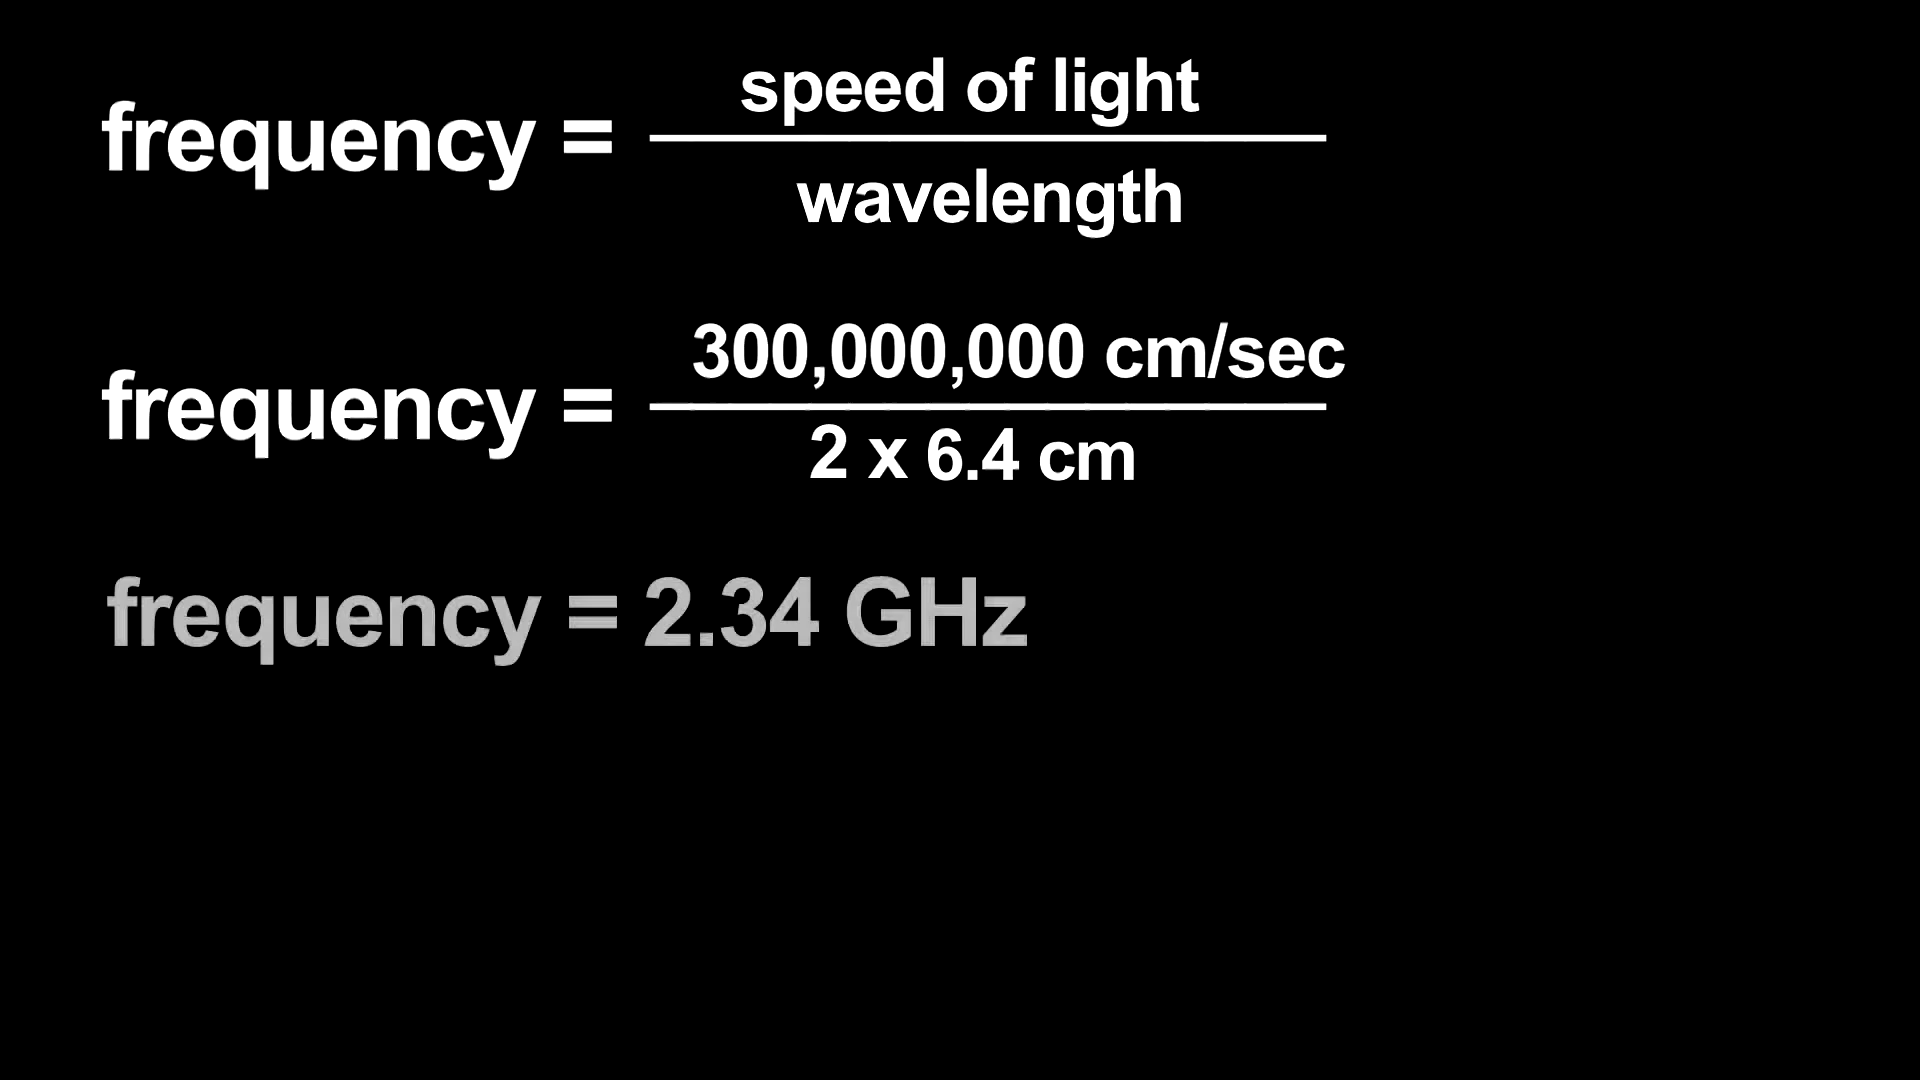 speed of light
frequency =
wavelength
300,000,000 cm/sec
frequency =
2 x 6.4 cm
frequency = 2.34 GHz